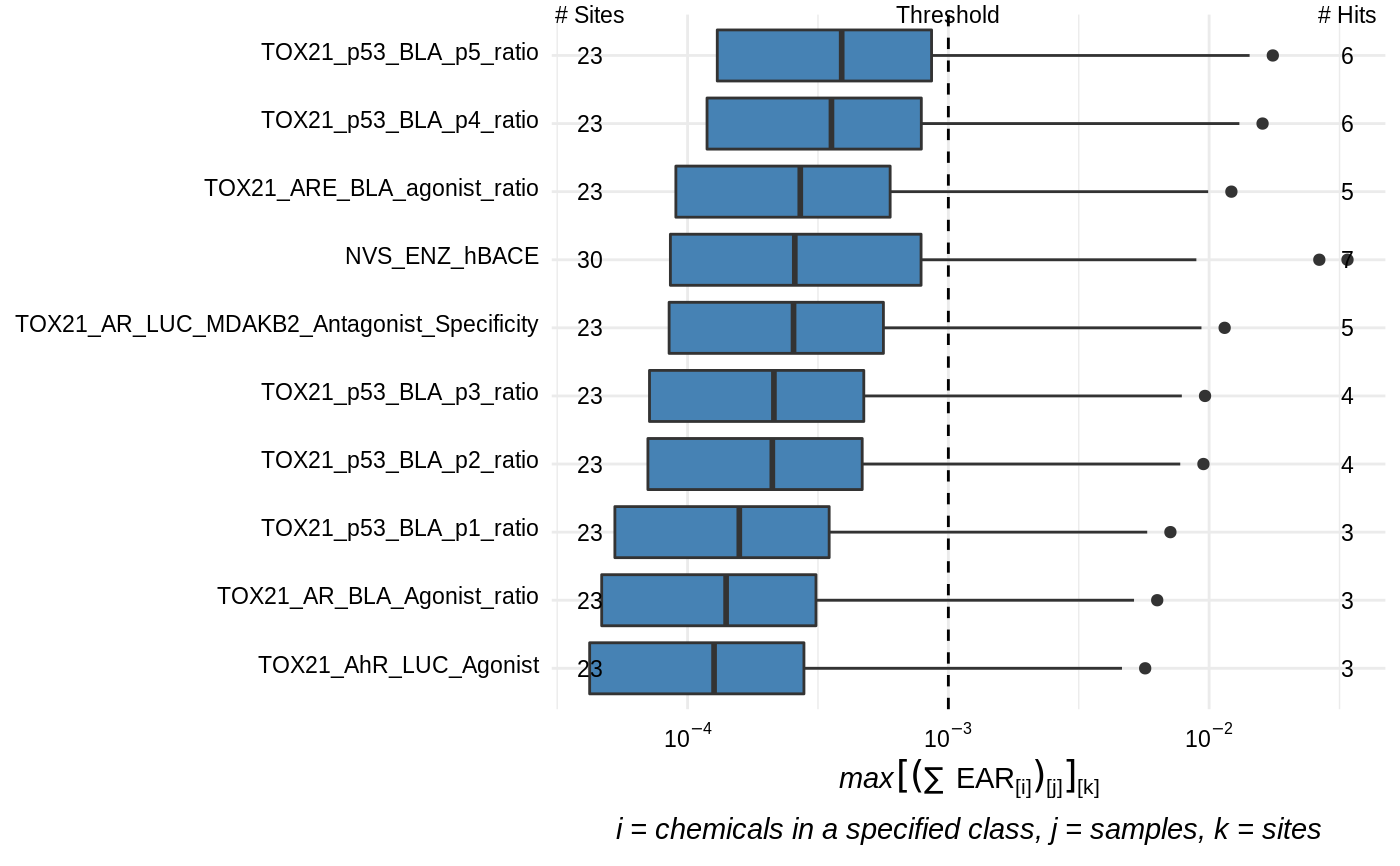 # Sites Threshold # Hits
TOX21_p53_BLA_p5_ratio 23 6
TOX21_p53_BLA_p4_ratio 23 6
TOX21_ARE_BLA_agonist_ratio 23 5
NVS_ENZ_hBACE 30 7
TOX21_AR_LUC_MDAKB2_Antagonist_Specificity 23 5
TOX21_p53_BLA_p3_ratio 23 4
TOX21_p53_BLA_p2_ratio 23 4
TOX21_p53_BLA_p1_ratio 23 3
TOX21_AR_BLA_Agonist_ratio 23 3
TOX21_AhR_LUC_Agonist 23 3
10−4 10−3 10−2
max[(∑ EAR[i])[j]][k]
i = chemicals in a specified class, j = samples, k = sites